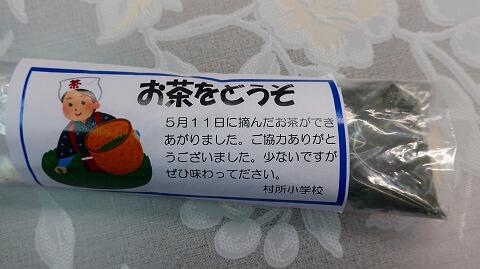 茶
お茶をどうぞ
５月１１日に摘んだお茶ができ
あがりました。ご協力ありがと
うございました。少ないですが
ぜひ味わってださい。
村所小学校